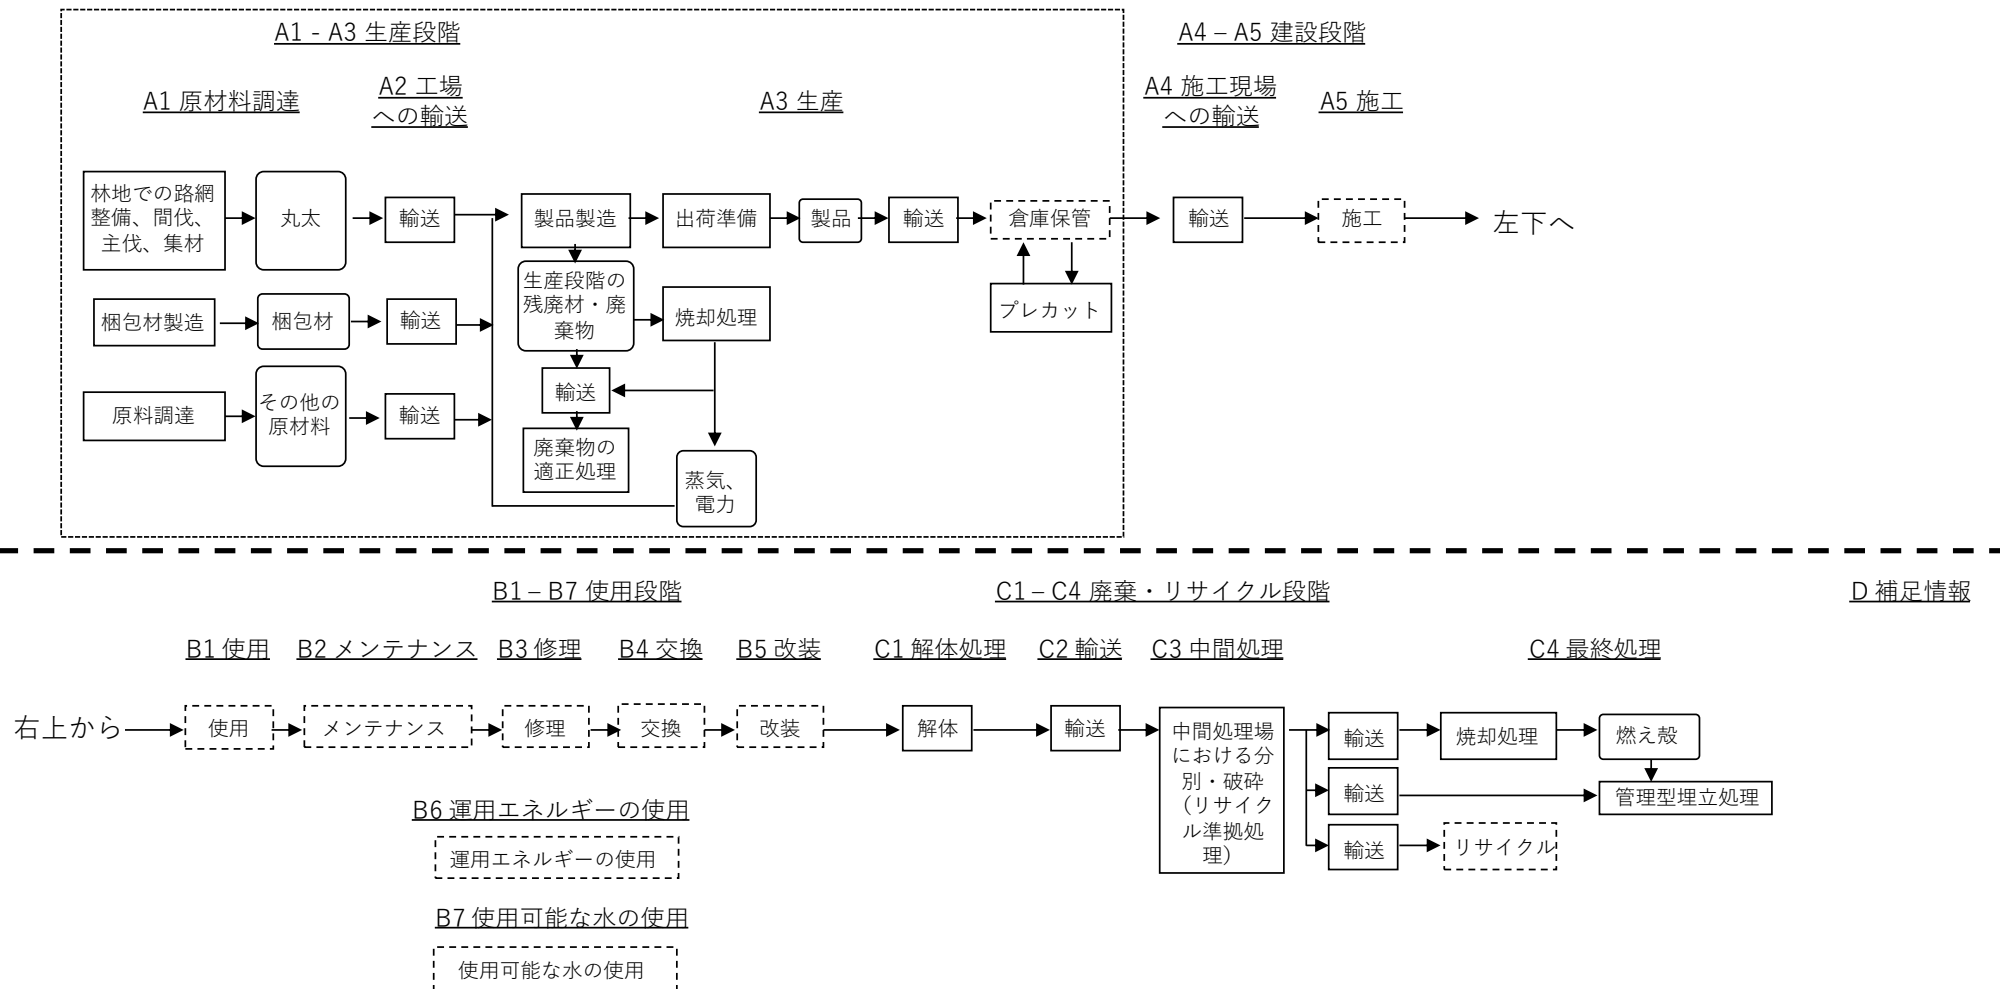 A1 - A3 生産段階
A4 – A5 建設段階
A1 原材料調達
A2 工場
への輸送
A3 生産
A4 施工現場
への輸送
A5 施工
林地での路網
整備、間伐、
主伐、集材
丸太
輸送
製品製造
出荷準備
製品
輸送
倉庫保管
輸送
施工
左下へ
梱包材製造
梱包材
輸送
生産段階の
残廃材・廃
棄物
焼却処理
プレカット
原料調達
その他の
原材料
輸送
輸送
廃棄物の
適正処理
蒸気、
電力
B1 – B7 使用段階
C1 – C4 廃棄・リサイクル段階
D 補足情報
B1 使用
B2 メンテナンス
B3 修理
B4 交換
B5 改装
C1 解体処理
C2 輸送
C3 中間処理
C4 最終処理
右上から
使用
メンテナンス
修理
交換
改装
解体
輸送
中間処理場
における分
別・破砕
（リサイク
ル準拠処
理）
輸送
焼却処理
燃え殻
輸送
管理型埋立処理
輸送
リサイクル
B6 運用エネルギーの使用
運用エネルギーの使用
B7 使用可能な水の使用
使用可能な水の使用